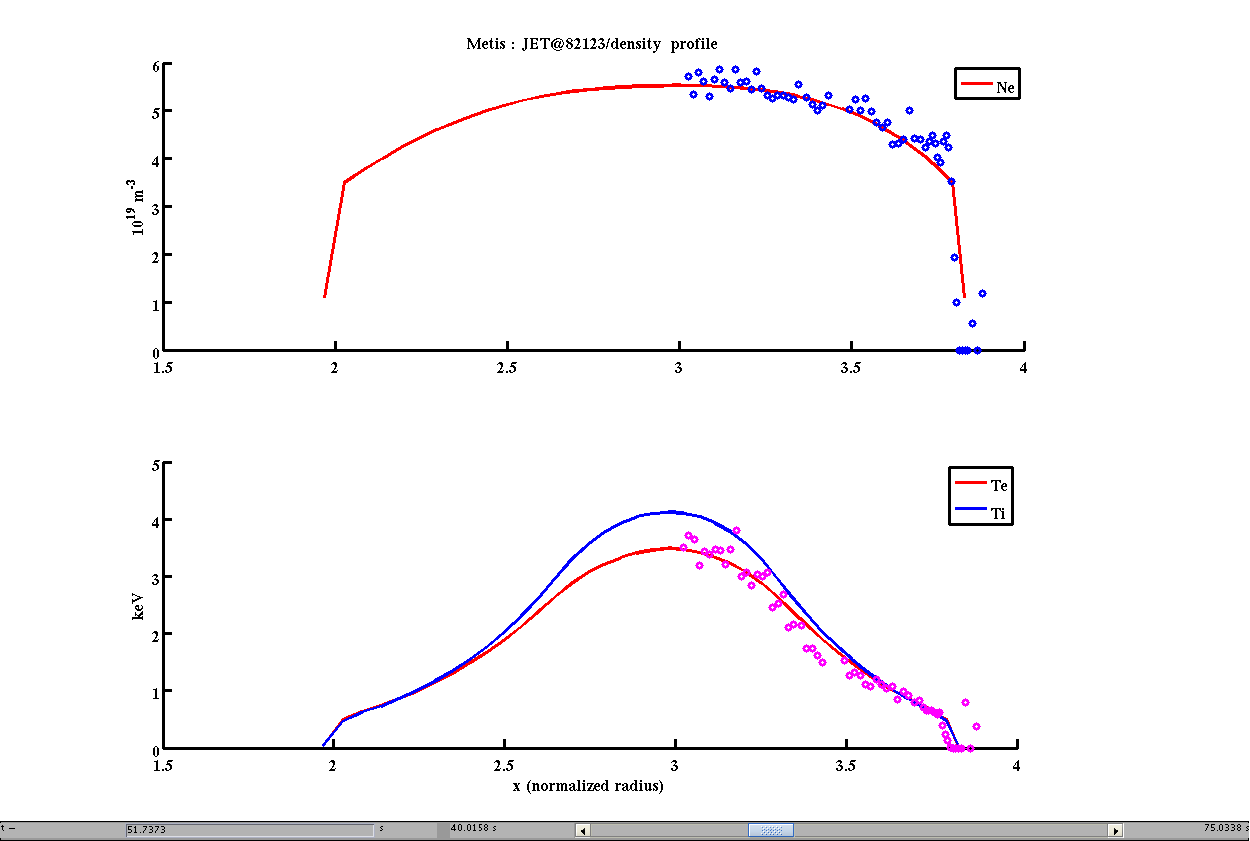 Metis : JET@82123/density profile
6
5
4
3
2
1
0
10^19 m^-3
1.5 2 2.5 3 3.5 4
Ne
5
4
3
2
1
0
keV
1.5 2 2.5 3 3.5 4
x (normalized radius)
Te
Ti
t = 51.7373 s 40.0158 s 75.0338 s